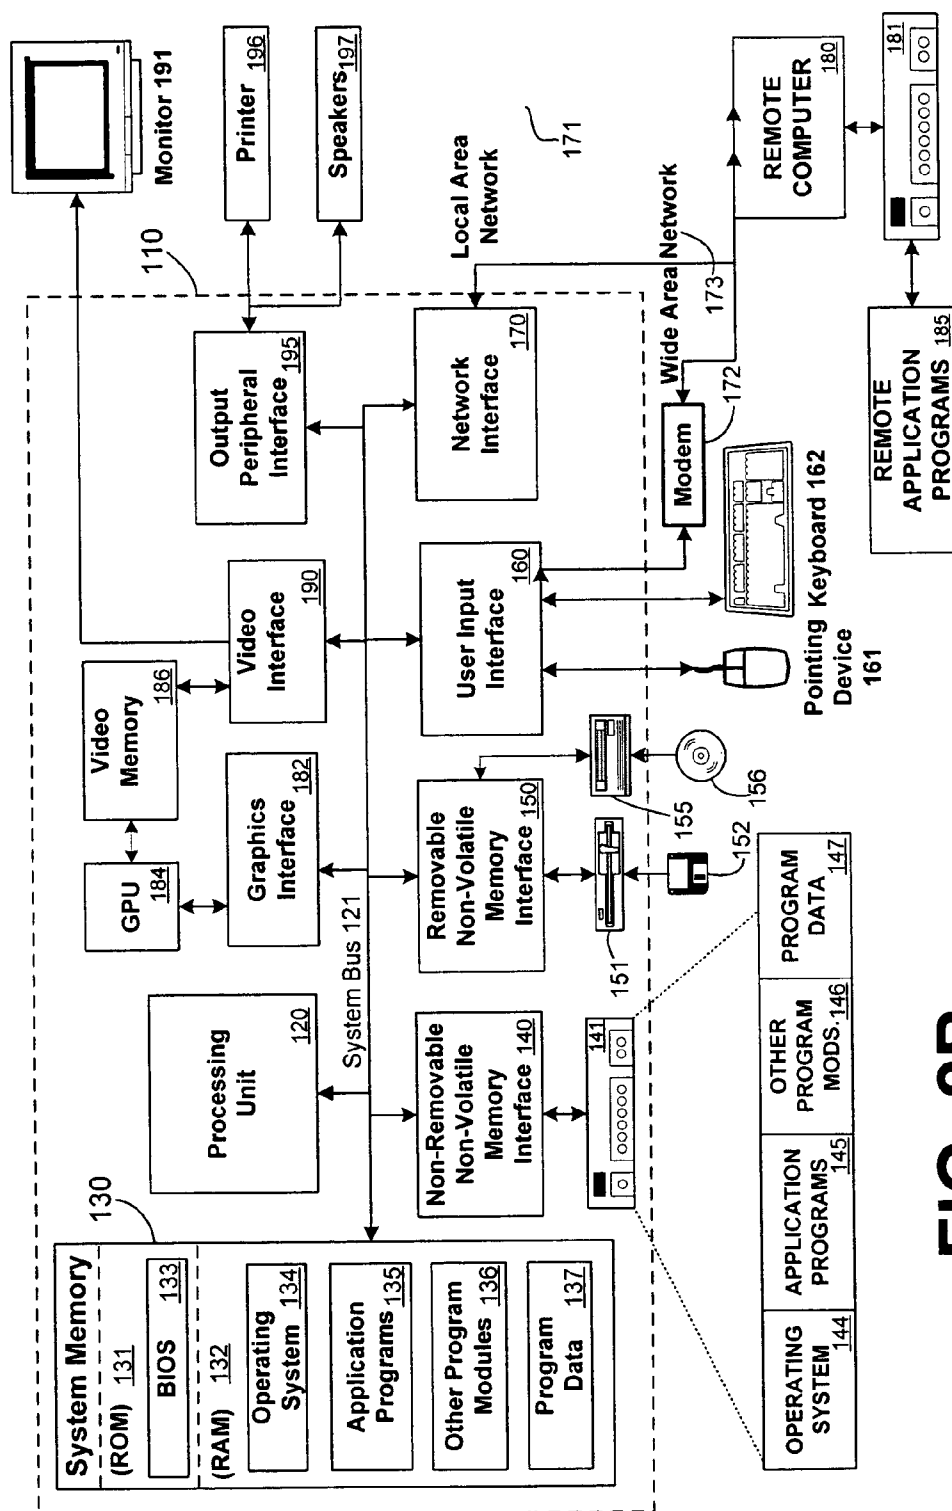 System Memory
130
(ROM) 131
BIOS 133
(RAM) 132
Operating
System 134
Application
Programs 135
Other Program
Modules 136
Program
Data 137
Processing
Unit
120
System Bus 121
GPU
184
Video
Memory
186
Graphics
Interface
182
Video
Interface
190
Output
Peripheral
Interface
195
110
Monitor 191
Printer 196
Speakers 197
Non-Removable
Non-Volatile
Memory
Interface 140
Removable
Non-Volatile
Memory
Interface 150
User Input
Interface
160
Network
Interface
170
Local Area
Network
171
141
151
152
155
156
Pointing
Device
161
Keyboard 162
Modem
172
Wide Area Network
173
REMOTE
COMPUTER
180
181
REMOTE
APPLICATION
PROGRAMS 185
OPERATING
SYSTEM
144
APPLICATION
PROGRAMS
145
OTHER
PROGRAM
MODS. 146
PROGRAM
DATA
147